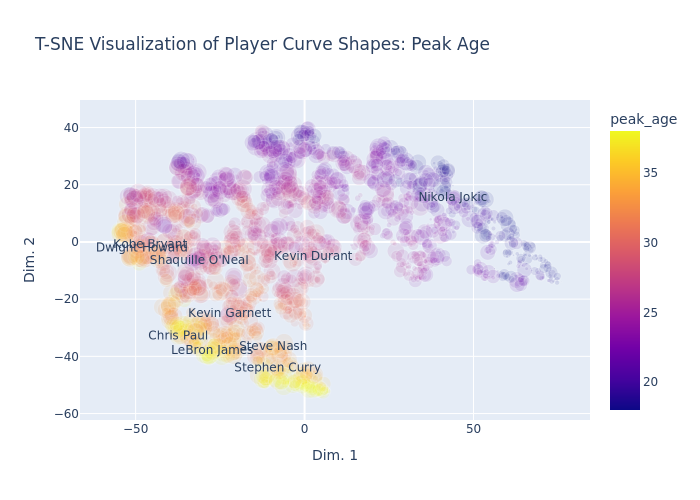 T-SNE Visualization of Player Curve Shapes: Peak Age
peak_age
40
20
0
−20
−40
−60
Dim. 2
Nikola Jokic
Kobe Bryant
Dwight Howard
Shaquille O'Neal
Kevin Durant
Kevin Garnett
Chris Paul
LeBron James
Steve Nash
Stephen Curry
−50
0
50
Dim. 1
35
30
25
20